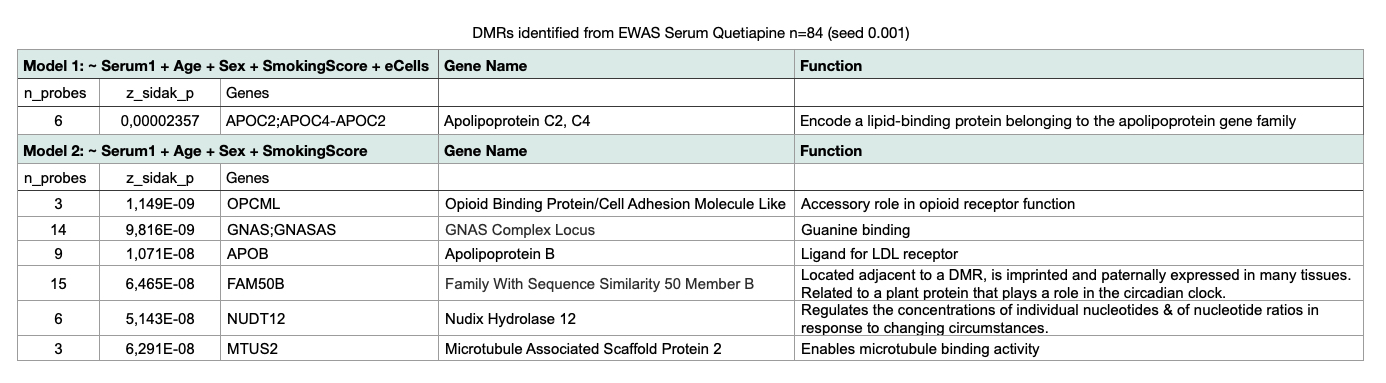 DMRs identified from EWAS Serum Quetiapine n=84 (seed 0.001)
Model 1: ~ Serum1 + Age + Sex + SmokingScore + eCells Gene Name Function
n_probes z_sidak_p Genes
6 0,00002357 APOC2;APOC4-APOC2 Apolipoprotein C2, C4 Encode a lipid-binding protein belonging to the apolipoprotein gene family
Model 2: ~ Serum1 + Age + Sex + SmokingScore Gene Name Function
n_probes z_sidak_p Genes
3 1,149E-09 OPCML Opioid Binding Protein/Cell Adhesion Molecule Like Accessory role in opioid receptor function
14 9,816E-09 GNAS;GNASAS GNAS Complex Locus Guanine binding
9 1,071E-08 APOB Apolipoprotein B Ligand for LDL receptor
15 6,465E-08 FAM50B Family With Sequence Similarity 50 Member B Located adjacent to a DMR, is imprinted and paternally expressed in many tissues.
Related to a plant protein that plays a role in the circadian clock.
6 5,143E-08 NUDT12 Nudix Hydrolase 12 Regulates the concentrations of individual nucleotides & of nucleotide ratios in
response to changing circumstances.
3 6,291E-08 MTUS2 Microtubule Associated Scaffold Protein 2 Enables microtubule binding activity